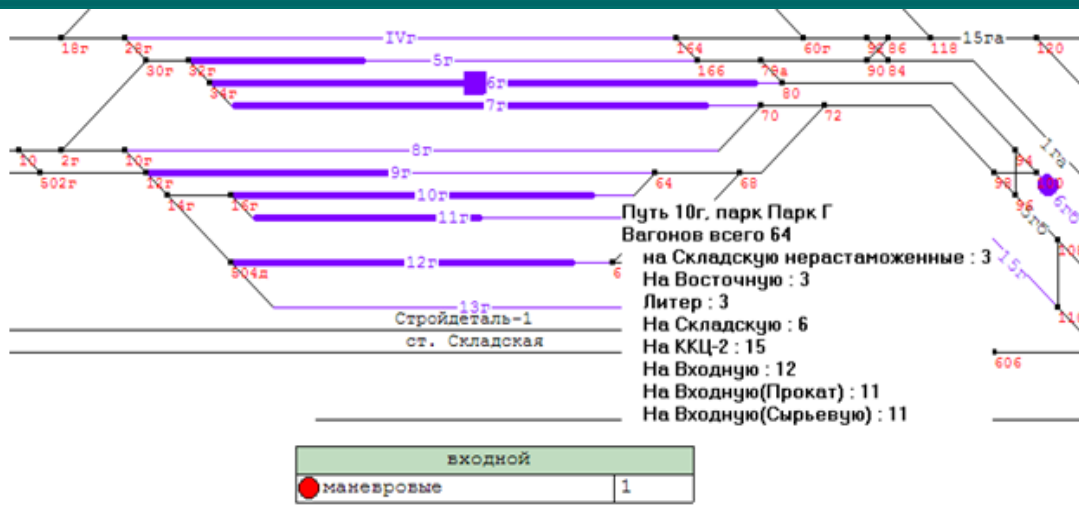 IVг
15га
18г
28г
164
60г
92
86
118
120
5г
30г
32г
166
78а
90
84
6г
34г
80
7г
70
72
8г
1га
10
2г
10г
94
9г
502г
12г
64
68
98
100
6гб
10г
14г
16г
96
11г
5гб
Путь 10г, парк Парк Г
Вагонов всего 64
на Складскую нерастаможенные : 3
На Восточную : 3
Литер : 3
На Складскую : 6
На ККЦ-2 : 15
На Входную : 12
На Входную(Прокат) : 11
На Входную(Сырьевую) : 11
12г
804д
15г
13г
Стройдеталь-1
ст. Складская
606
входной
маневровые 1